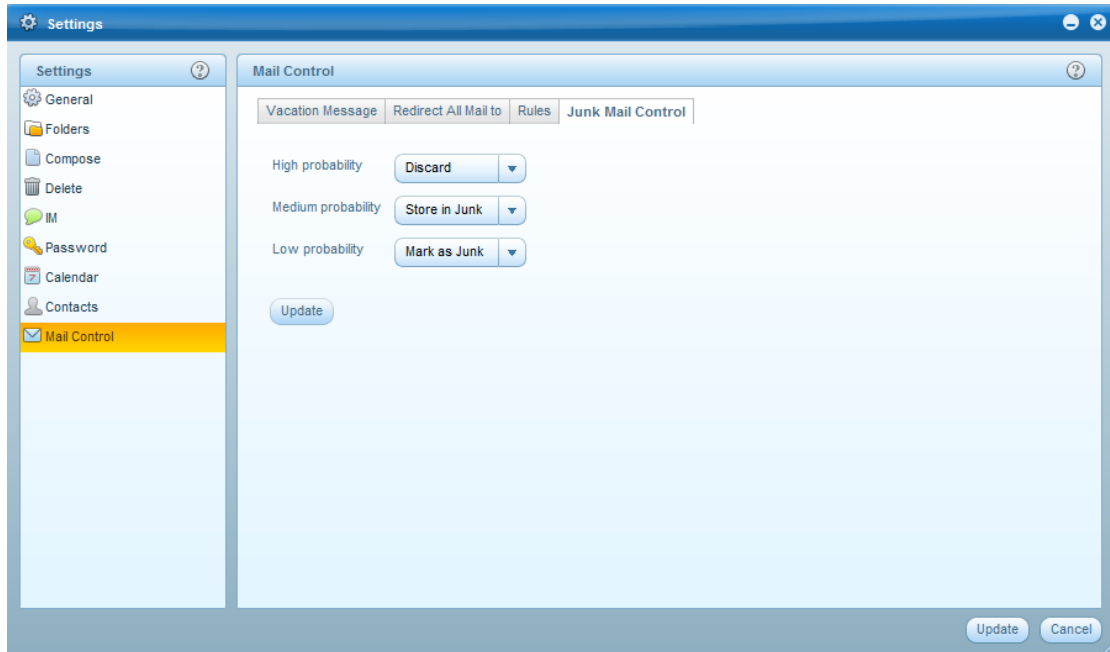 Settings
Settings
General
Folders
Compose
Delete
IM
Password
7 Calendar
Contacts
Mail Control
Mail Control
Vacation Message Redirect All Mail to Rules Junk Mail Control
High probability Discard
Medium probability Store in Junk
Low probability Mark as Junk
Update
Update Cancel